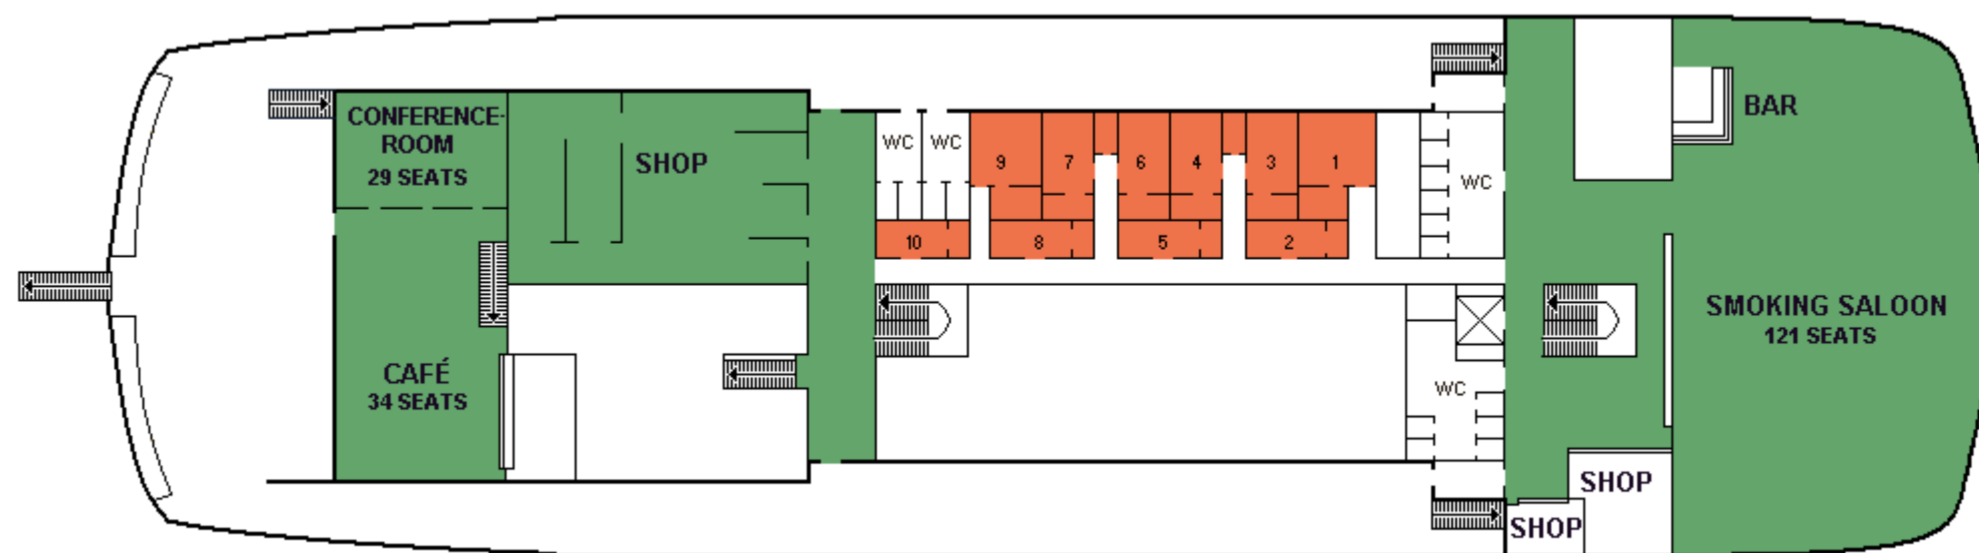 CONFERENCE-
ROOM
29 SEATS
SHOP
CAFÉ
34 SEATS
WC
WC
9
7
6
4
3
1
10
8
5
2
WC
WC
BAR
SMOKING SALOON
121 SEATS
SHOP
SHOP